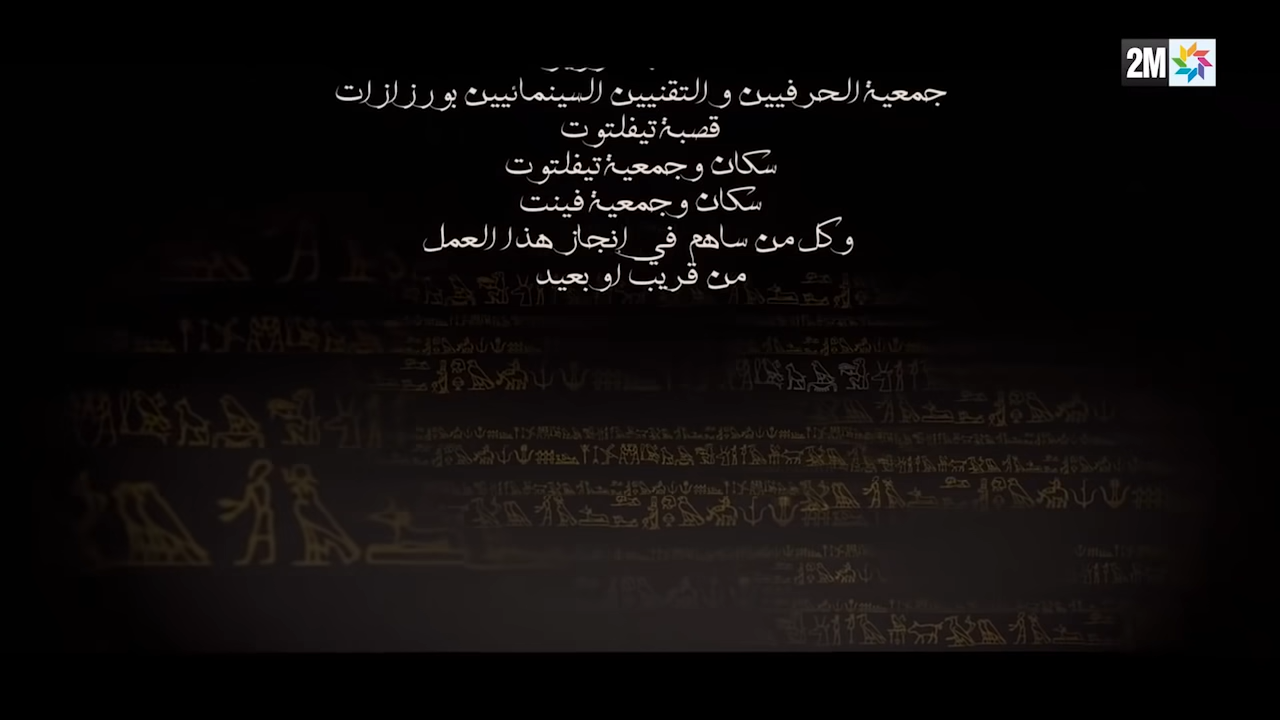 2M
جمعية الحرفيين و التقنيين السينمائيين بورزازات
قصبة تيفلتوت
سكان وجمعية تيفلتوت
سكان وجمعية فينت
وكل من ساهم في إنجاز هذا العمل
من قريب او بعيد